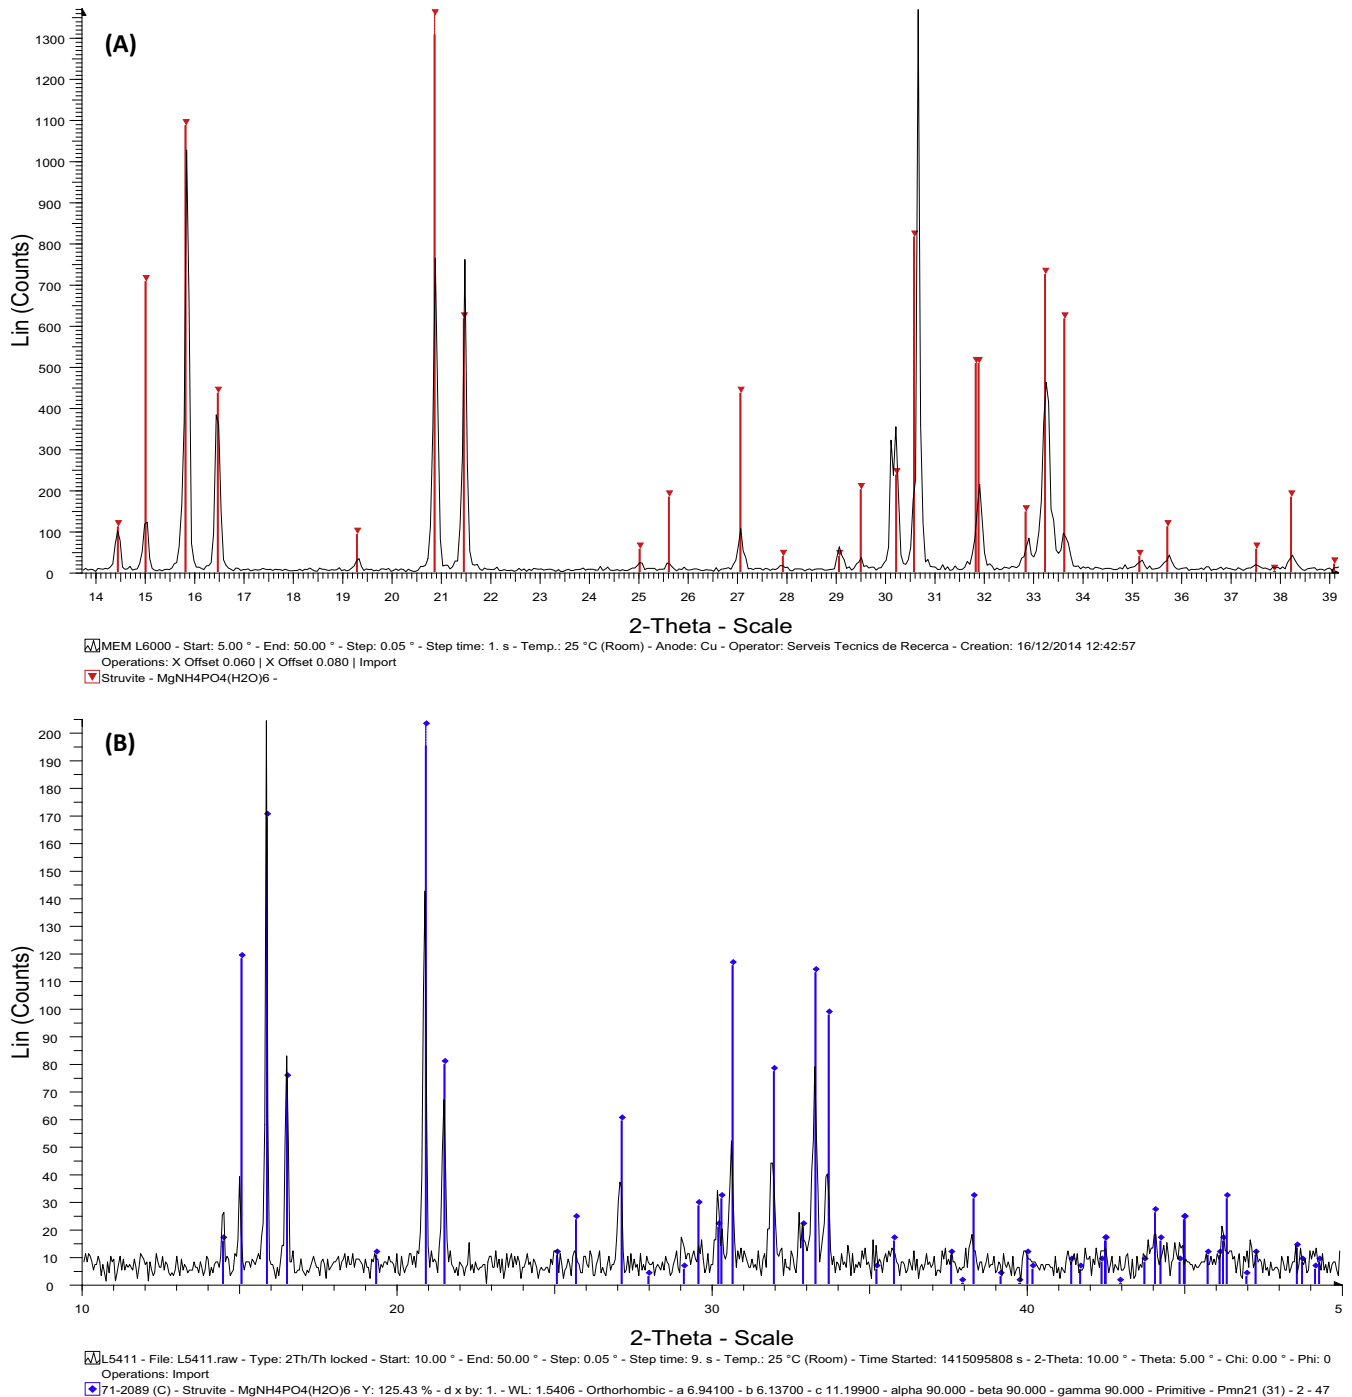 (A)
1300
1200
1100
1000
900
800
700
600
500
400
300
200
100
0
Lin (Counts)
14 15 16 17 18 19 20 21 22 23 24 25 26 27 28 29 30 31 32 33 34 35 36 37 38 39
2-Theta - Scale
MEM L6000 - Start: 5.00 ° - End: 50.00 ° - Step: 0.05 ° - Step time: 1. s - Temp.: 25 °C (Room) - Anode: Cu - Operator: Serveis Tecnics de Recerca - Creation: 16/12/2014 12:42:57
Operations: X Offset 0.060 | X Offset 0.080 | Import
Struvite - MgNH4PO4(H2O)6 -
(B)
200
190
180
170
160
150
140
130
120
110
100
90
80
70
60
50
40
30
20
10
0
Lin (Counts)
10 20 30 40 5
2-Theta - Scale
L5411 - File: L5411.raw - Type: 2Th/Th locked - Start: 10.00 ° - End: 50.00 ° - Step: 0.05 ° - Step time: 9. s - Temp.: 25 °C (Room) - Time Started: 1415095808 s - 2-Theta: 10.00 ° - Theta: 5.00 ° - Chi: 0.00 ° - Phi: 0
Operations: Import
71-2089 (C) - Struvite - MgNH4PO4(H2O)6 - Y: 125.43 % - d x by: 1. - WL: 1.5406 - Orthorhombic - a 6.94100 - b 6.13700 - c 11.19900 - alpha 90.000 - beta 90.000 - gamma 90.000 - Primitive - Pmn21 (31) - 2 - 47